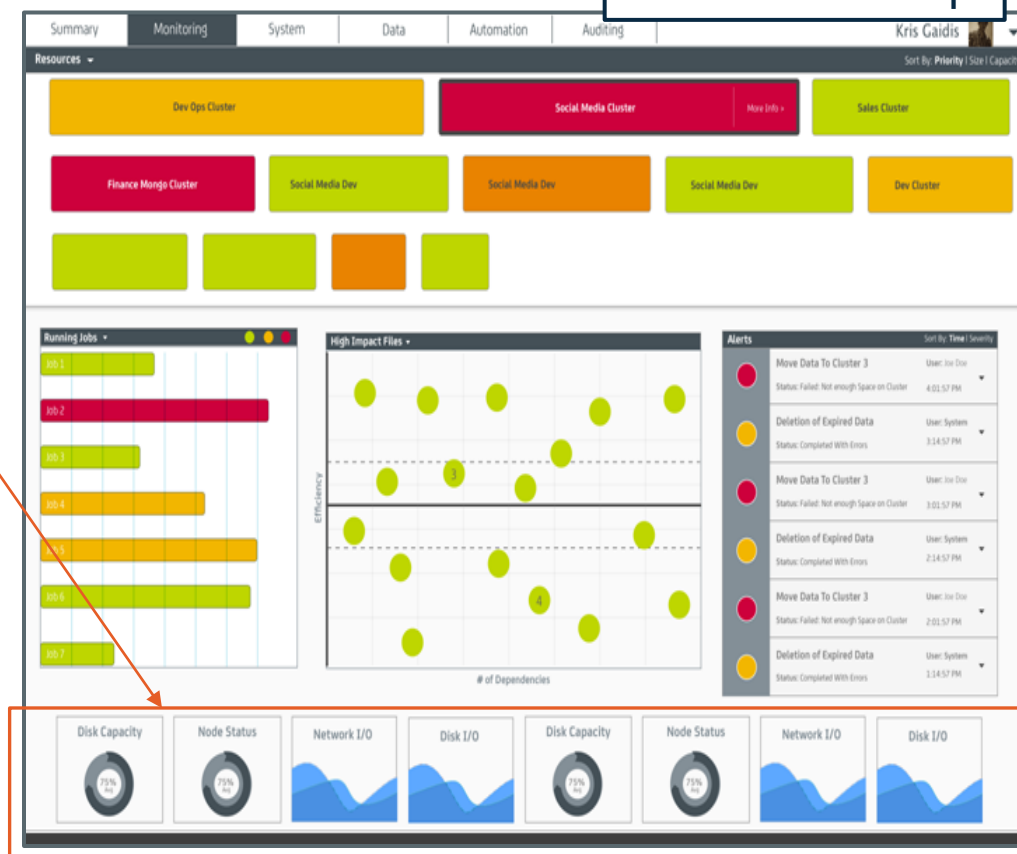 Summary Monitoring System Data Automation Auditing Kris Gaidis
Resources Sort By: Priority | Size | Capacity
Dev Ops Cluster Social Media Cluster More Info » Sales Cluster
Finance Mongo Cluster Social Media Dev Social Media Dev Social Media Dev Dev Cluster
Running Jobs
Job 1
Job 2
Job 3
Job 4
Job 5
Job 6
Job 7
High Impact Files
Efficiency
3
4
# of Dependencies
Alerts Sort By: Time | Severity
Move Data To Cluster 3 User: Joe Doe
Status: Failed: Not enough Space on Cluster 4:01:57 PM
Deletion of Expired Data User: System
Status: Completed With Errors 3:14:57 PM
Move Data To Cluster 3 User: Joe Doe
Status: Failed: Not enough Space on Cluster 3:01:57 PM
Deletion of Expired Data User: System
Status: Completed With Errors 2:14:57 PM
Move Data To Cluster 3 User: Joe Doe
Status: Failed: Not enough Space on Cluster 2:01:57 PM
Deletion of Expired Data User: System
Status: Completed With Errors 1:14:57 PM
Disk Capacity Node Status Network I/O Disk I/O Disk Capacity Node Status Network I/O Disk I/O
75% 75% 75% 75%
Avg Avg Avg Avg